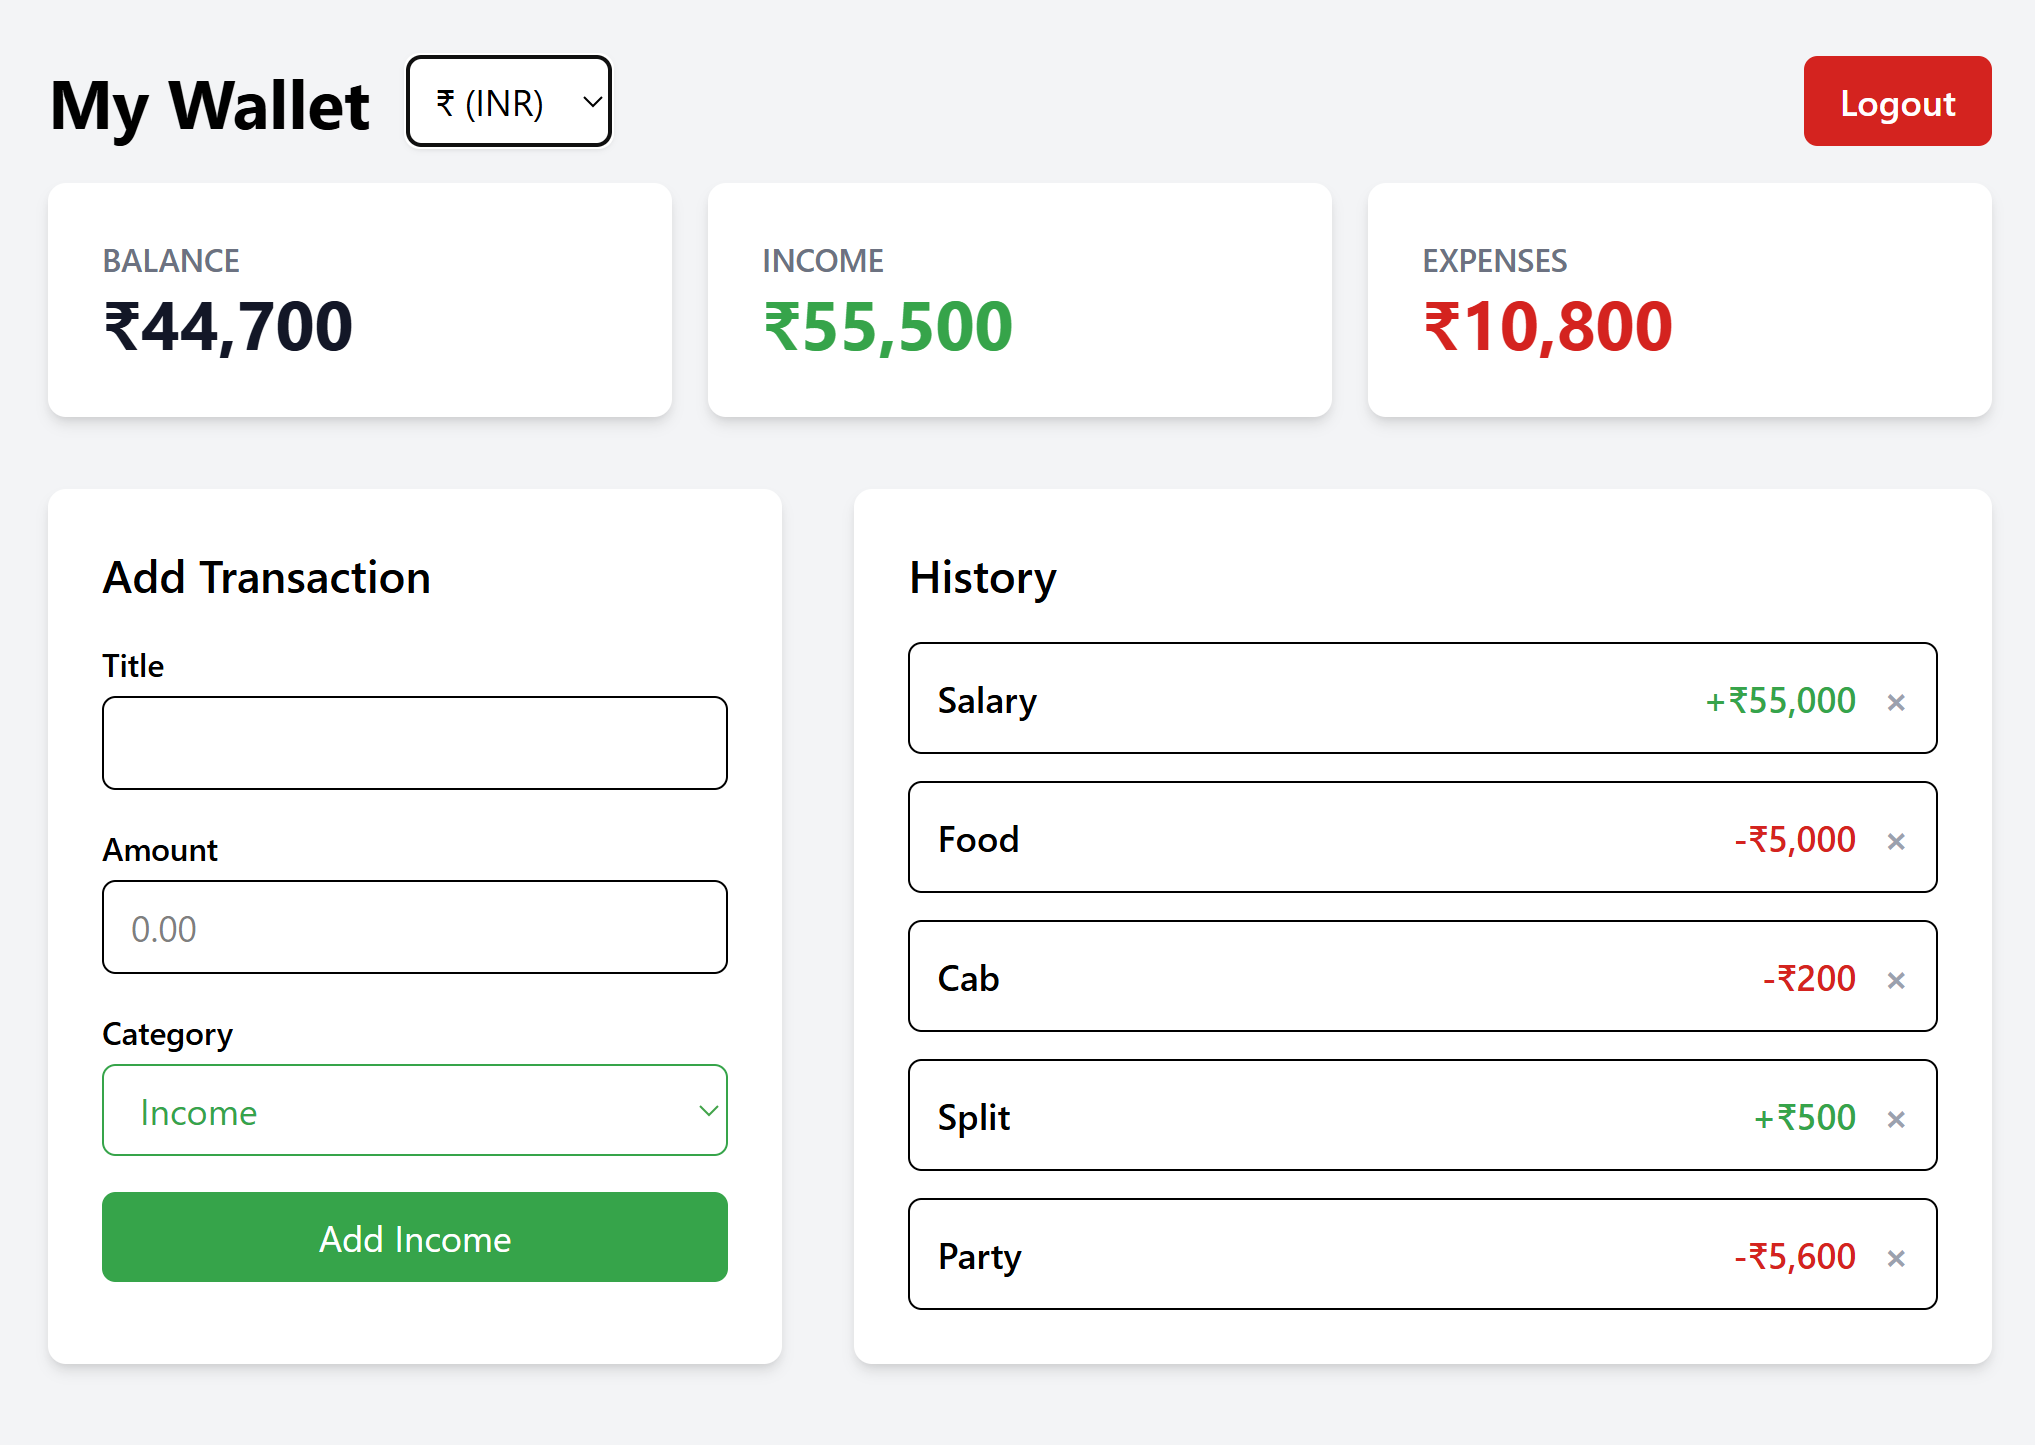 My Wallet
₹ (INR)
Logout
BALANCE
₹44,700
INCOME
₹55,500
EXPENSES
₹10,800
Add Transaction
Title
Amount
0.00
Category
Income
Add Income
History
Salary +₹55,000 ×
Food -₹5,000 ×
Cab -₹200 ×
Split +₹500 ×
Party -₹5,600 ×